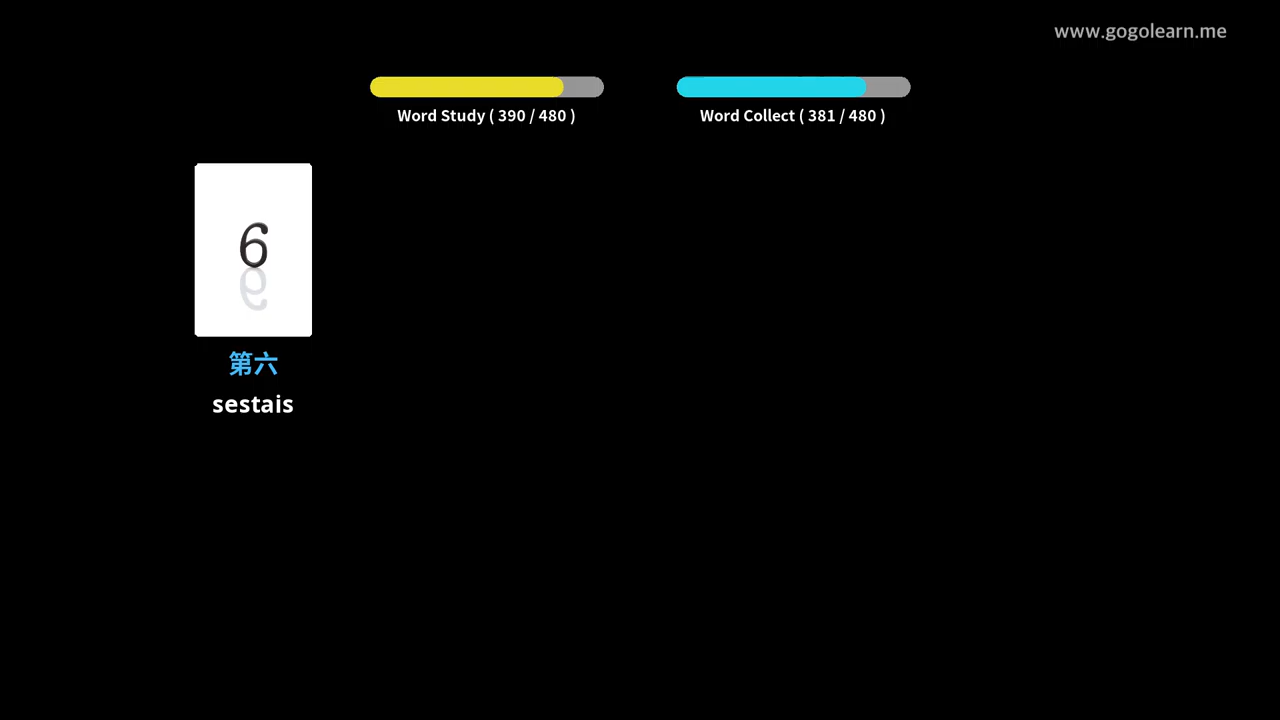 www.gogolearn.me
Word Study ( 390 / 480 )
Word Collect ( 381 / 480 )
6
第六
sestais